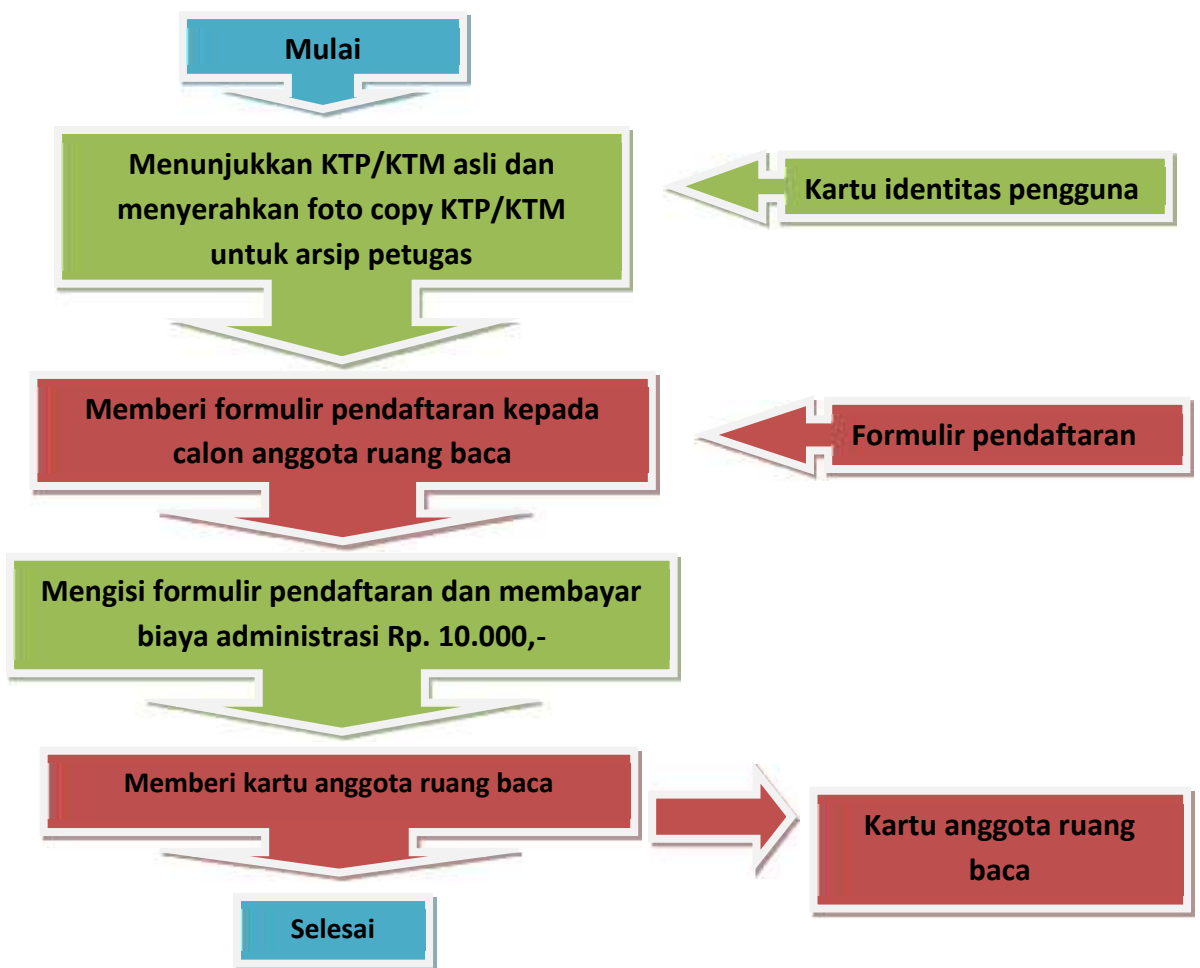 Mulai
Menunjukkan KTP/KTM asli dan
menyerahkan foto copy KTP/KTM
untuk arsip petugas
Kartu identitas pengguna
Memberi formulir pendaftaran kepada
calon anggota ruang baca
Formulir pendaftaran
Mengisi formulir pendaftaran dan membayar
biaya administrasi Rp. 10.000,-
Memberi kartu anggota ruang baca
Kartu anggota ruang
baca
Selesai